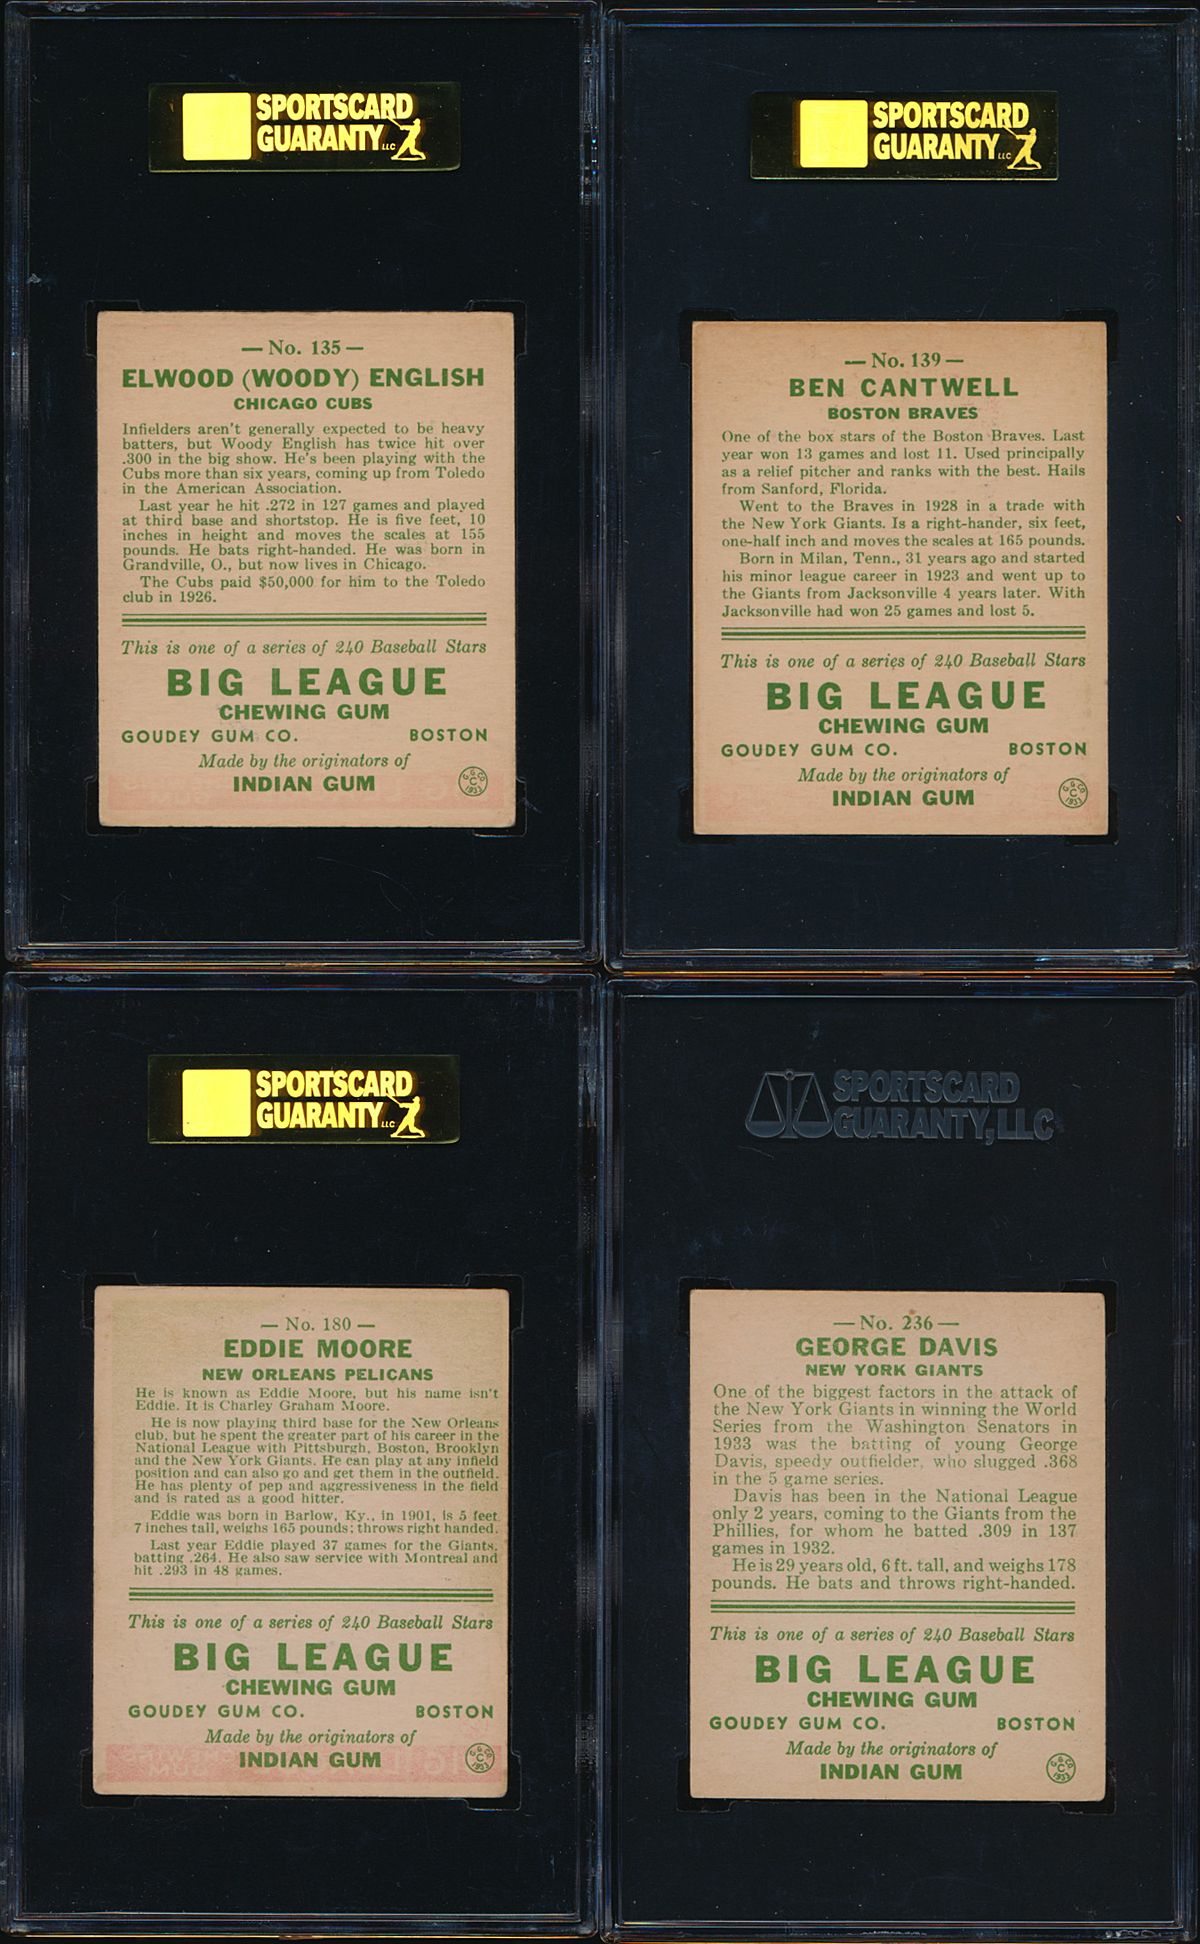 SPORTSCARD
GUARANTY LLC
— No. 135 —
ELWOOD (WOODY) ENGLISH
CHICAGO CUBS
Infielders aren't generally expected to be heavy
batters, but Woody English has twice hit over
.300 in the big show. He's been playing with the
Cubs more than six years, coming up from Toledo
in the American Association.
Last year he hit .272 in 127 games and played
at third base and shortstop. He is five feet, 10
inches in height and moves the scales at 155
pounds. He bats right-handed. He was born in
Grandville, O., but now lives in Chicago.
The Cubs paid $50,000 for him to the Toledo
club in 1926.
This is one of a series of 240 Baseball Stars
BIG LEAGUE
CHEWING GUM
GOUDEY GUM CO. BOSTON
Made by the originators of
INDIAN GUM
G. G. CO.
C
1933
SPORTSCARD
GUARANTY LLC
— No. 139 —
BEN CANTWELL
BOSTON BRAVES
One of the box stars of the Boston Braves. Last
year won 13 games and lost 11. Used principally
as a relief pitcher and ranks with the best. Hails
from Sanford, Florida.
Went to the Braves in 1928 in a trade with
the New York Giants. Is a right-hander, six feet,
one-half inch and moves the scales at 165 pounds.
Born in Milan, Tenn., 31 years ago and started
his minor league career in 1923 and went up to
the Giants from Jacksonville 4 years later. With
Jacksonville had won 25 games and lost 5.
This is one of a series of 240 Baseball Stars
BIG LEAGUE
CHEWING GUM
GOUDEY GUM CO. BOSTON
Made by the originators of
INDIAN GUM
G. G. CO.
C
1933
SPORTSCARD
GUARANTY LLC
— No. 180 —
EDDIE MOORE
NEW ORLEANS PELICANS
He is known as Eddie Moore, but his name isn't
Eddie. It is Charley Graham Moore.
He is now playing third base for the New Orleans
club, but he spent the greater part of his career in the
National League with Pittsburgh, Boston, Brooklyn
and the New York Giants. He can play at any infield
position and can also go and get them in the outfield.
He has plenty of pep and aggressiveness in the field
and is rated as a good hitter.
Eddie was born in Barlow, Ky., in 1901, is 5 feet
7 inches tall, weighs 165 pounds; throws right handed.
Last year Eddie played 37 games for the Giants,
batting .264. He also saw service with Montreal and
hit .293 in 48 games.
This is one of a series of 240 Baseball Stars
BIG LEAGUE
CHEWING GUM
GOUDEY GUM CO. BOSTON
Made by the originators of
INDIAN GUM
G. G. CO.
C
1933
SPORTSCARD
GUARANTY, LLC
— No. 236 —
GEORGE DAVIS
NEW YORK GIANTS
One of the biggest factors in the attack of
the New York Giants in winning the World
Series from the Washington Senators in
1933 was the batting of young George
Davis, speedy outfielder, who slugged .368
in the 5 game series.
Davis has been in the National League
only 2 years, coming to the Giants from the
Phillies, for whom he batted .309 in 137
games in 1932.
He is 29 years old, 6 ft. tall, and weighs 178
pounds. He bats and throws right-handed.
This is one of a series of 240 Baseball Stars
BIG LEAGUE
CHEWING GUM
GOUDEY GUM CO. BOSTON
Made by the originators of
INDIAN GUM
G. G. CO.
C
1933